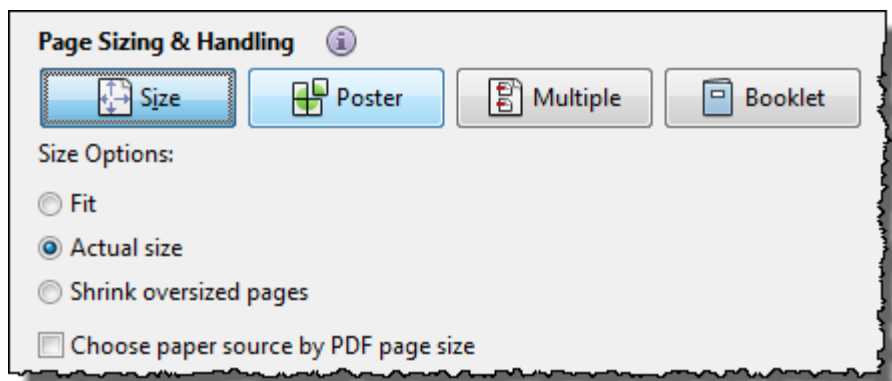 Page Sizing & Handling i
Size Poster Multiple Booklet
Size Options:
Fit
Actual size
Shrink oversized pages
Choose paper source by PDF page size